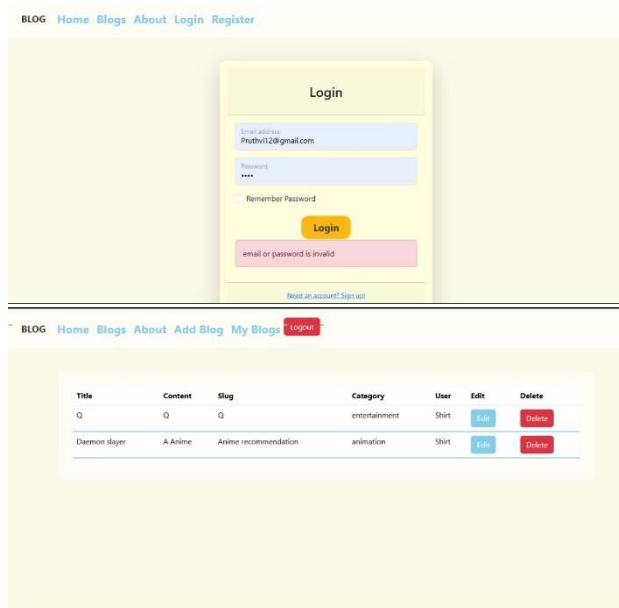 BLOG Home Blogs About Login Register
Login
Email address
Pruthvi12@gmail.com
Password
••••
Remember Password
Login
email or password is invalid
Need an account? Sign up!
BLOG Home Blogs About Add Blog My Blogs Logout
Title Content Slug Category User Edit Delete
Q Q Q entertainment Shirt Edit Delete
Daemon slayer A Anime Anime recommendation animation Shirt Edit Delete